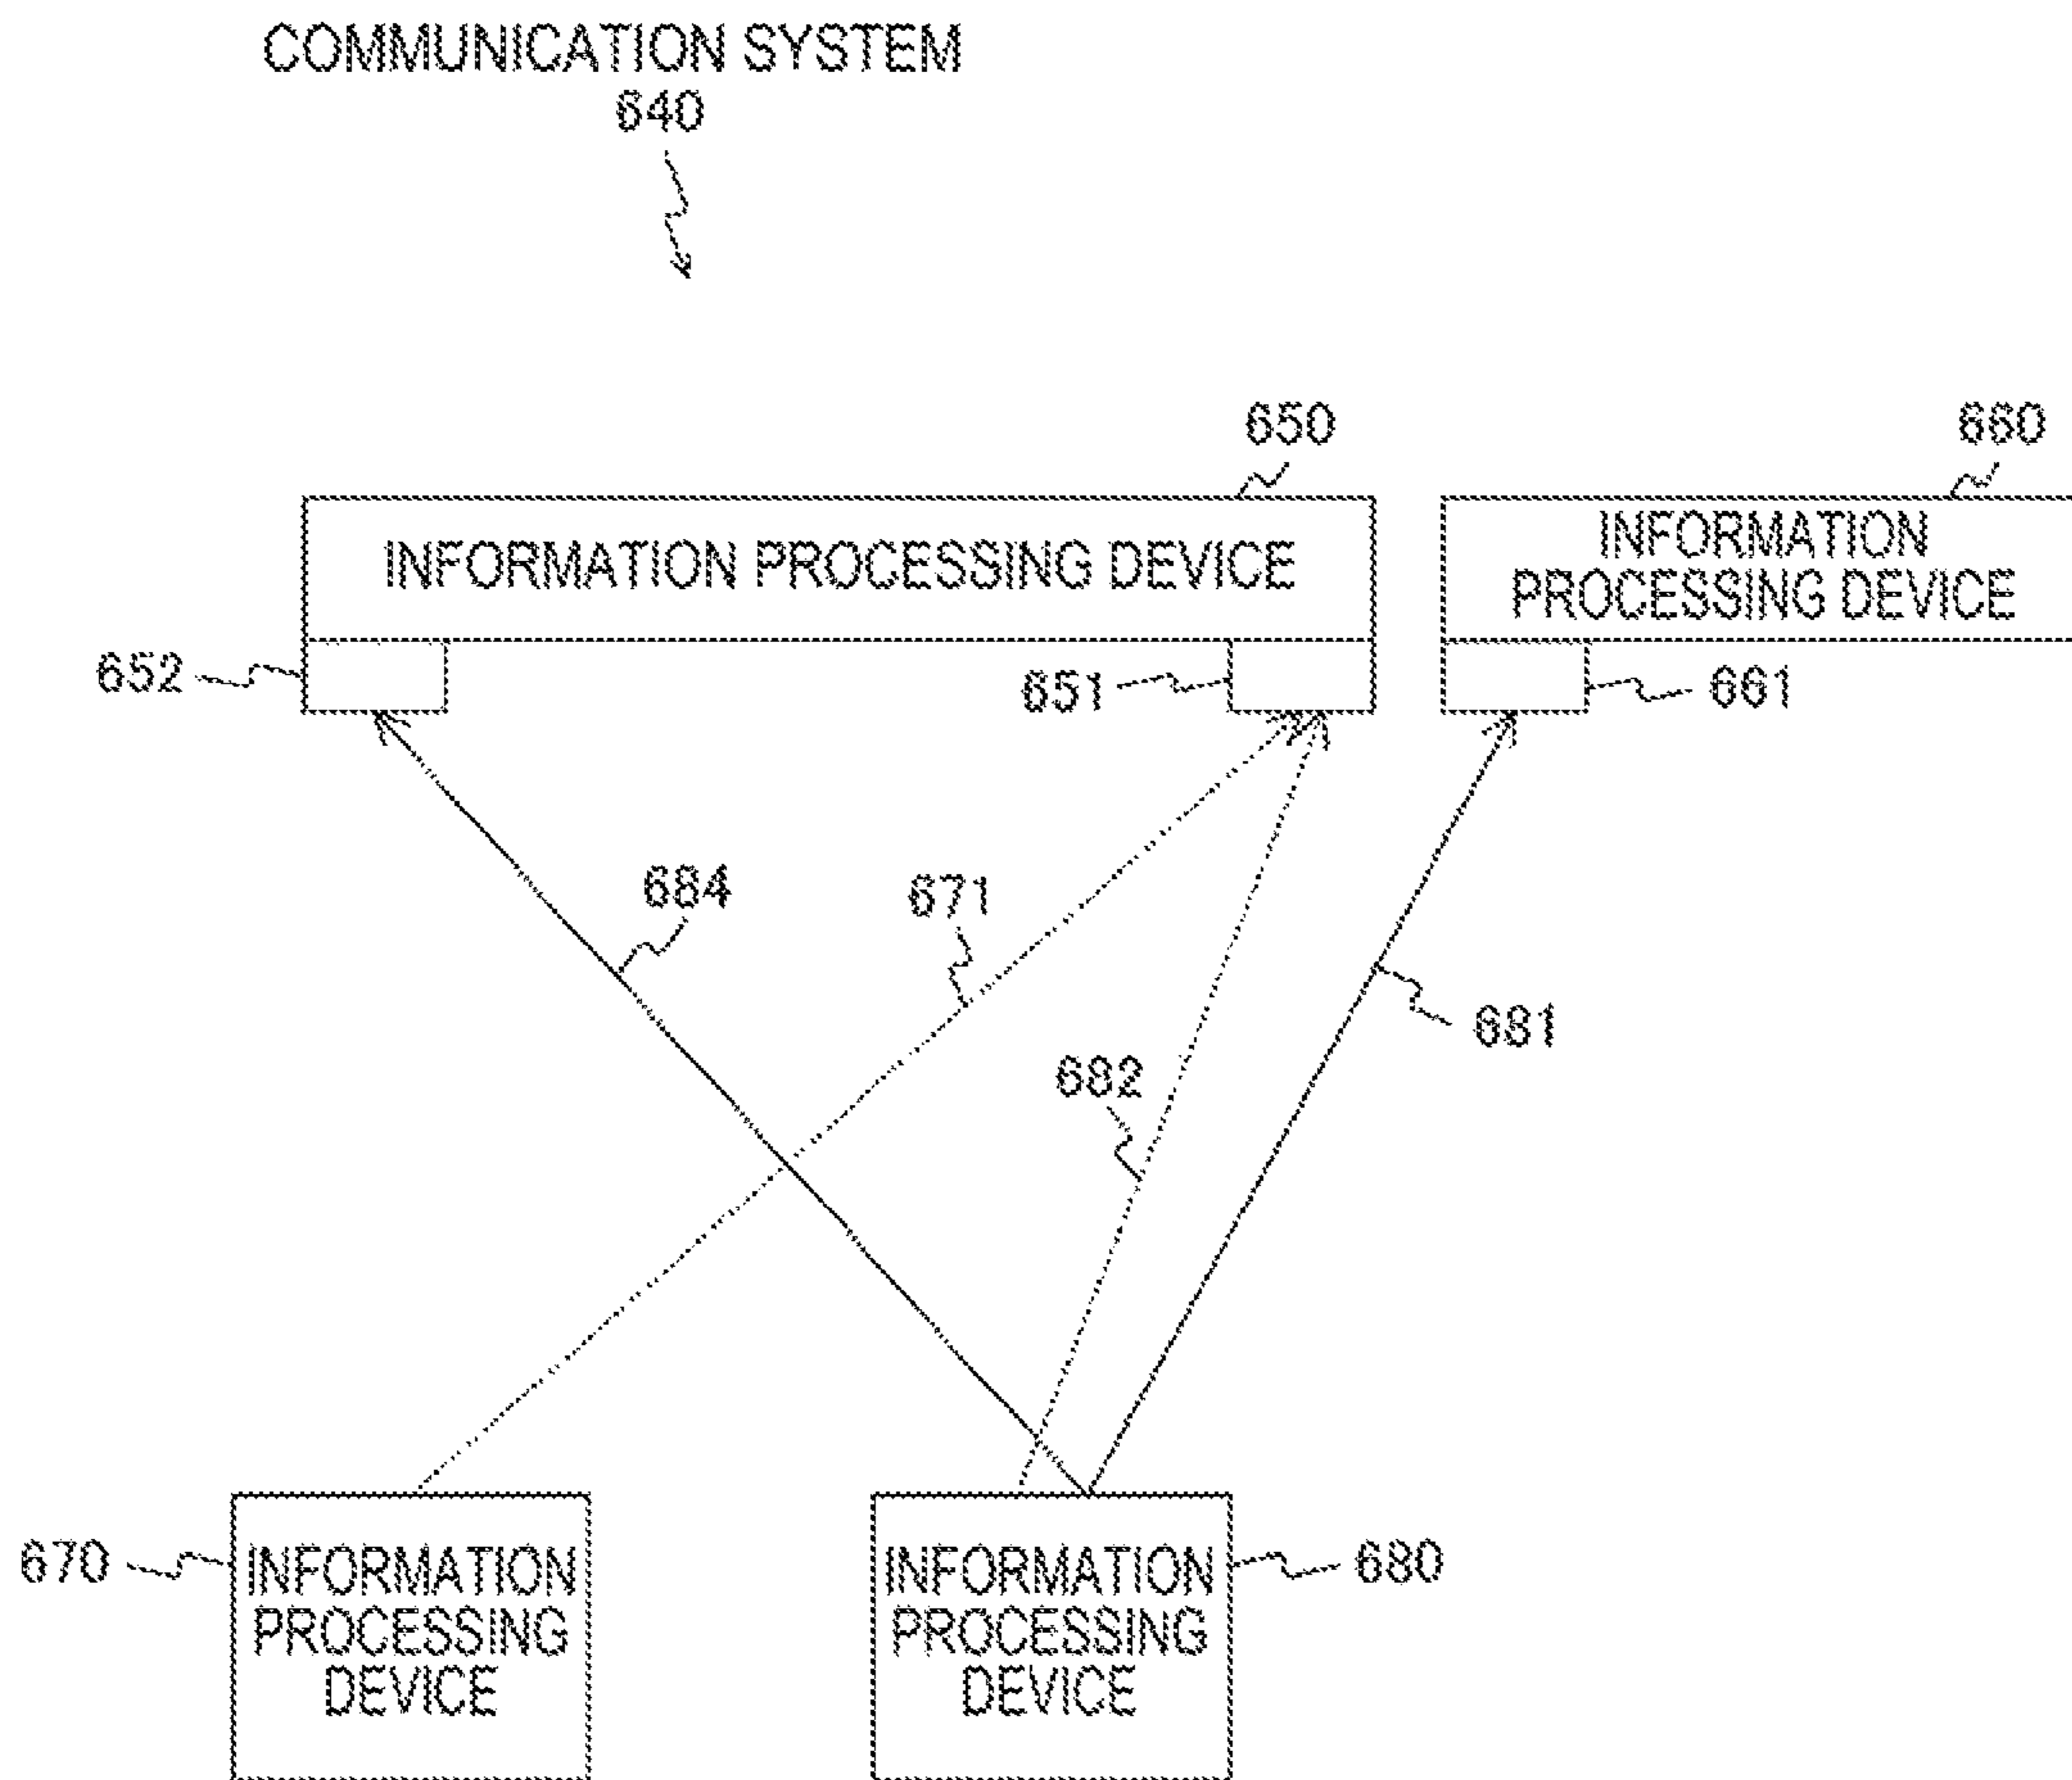 COMMUNICATION SYSTEM
640
650
660
INFORMATION PROCESSING DEVICE
INFORMATION
PROCESSING DEVICE
652
651
661
684
671
681
682
670
INFORMATION
PROCESSING
DEVICE
INFORMATION
PROCESSING
DEVICE
680